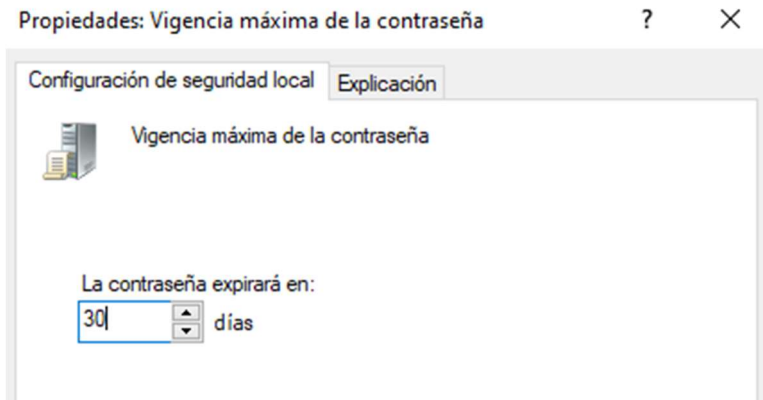 Propiedades: Vigencia máxima de la contraseña ? ✕
Configuración de seguridad local Explicación
Vigencia máxima de la contraseña
La contraseña expirará en:
30 días